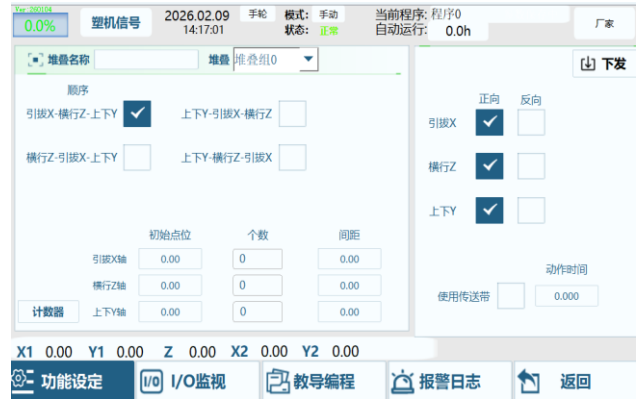 Ver 260104
0.0% 塑机信号 2026.02.09 手轮 模式: 手动 当前程序: 程序0
14:17:01 状态: 正常 自动运行: 0.0h 厂家
堆叠名称 堆叠 堆叠组0 下发
顺序 正向 反向
引拔X-横行Z-上下Y 上下Y-引拔X-横行Z 引拔X
横行Z-引拔X-上下Y 上下Y-横行Z-引拔X 横行Z
上下Y
初始点位 个数 间距
引拔X轴 0.00 0 0.00
横行Z轴 0.00 0 0.00
计数器 上下Y轴 0.00 0 0.00
动作时间
使用传送带 0.000
X1 0.00 Y1 0.00 Z 0.00 X2 0.00 Y2 0.00
功能设定 I/O I/O监视 教导编程 报警日志 返回